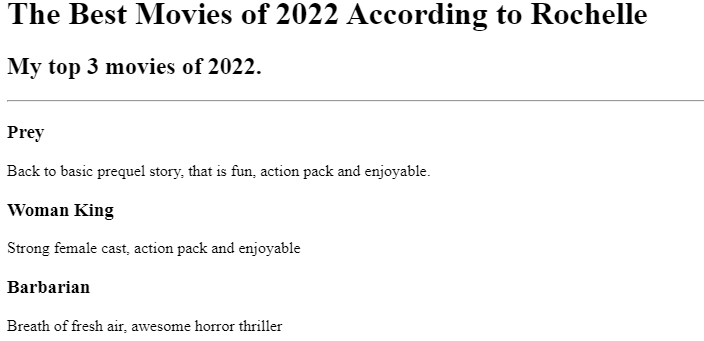 The Best Movies of 2022 According to Rochelle
My top 3 movies of 2022.
Prey
Back to basic prequel story, that is fun, action pack and enjoyable.
Woman King
Strong female cast, action pack and enjoyable
Barbarian
Breath of fresh air, awesome horror thriller